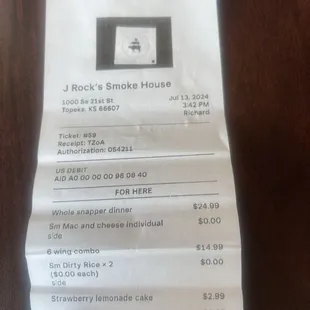 J Rock's Smoke House
1000 Se 21st St.
Topeka, KS 66607
Jul 13, 2024
3:42 PM
Richard
Ticket: #69
Receipt: TZoA
Authorization: 054211
US DEBIT
AID A0 00 00 00 98 08 40
FOR HERE
Whole snapper dinner $24.99
Sm Mac and cheese individual $0.00
side
6 wing combo $14.99
Sm Dirty Rice × 2 $0.00
($0.00 each)
side
Strawberry lemonade cake $2.99